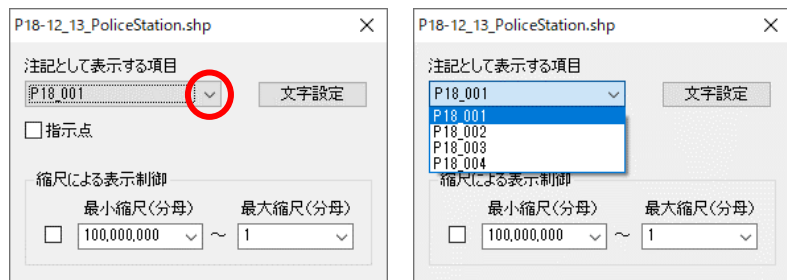 P18-12_13_PoliceStation.shp
注記として表示する項目
P18_001
文字設定
指示点
縮尺による表示制御
最小縮尺(分母)
最大縮尺(分母)
100,000,000
～
1
P18-12_13_PoliceStation.shp
注記として表示する項目
P18_001
文字設定
P18_001
P18_002
P18_003
P18_004
縮尺による表示制御
最小縮尺(分母)
最大縮尺(分母)
100,000,000
～
1